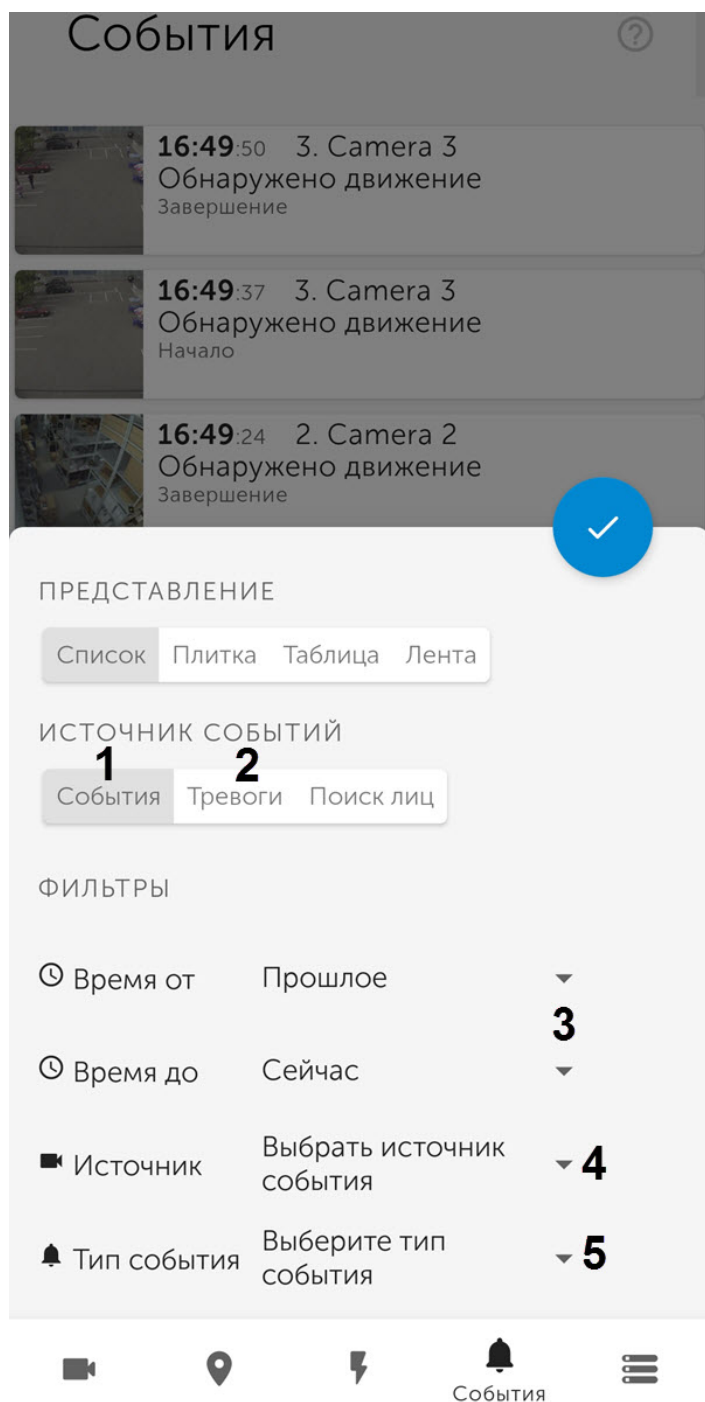 События
16:49:50 3. Camera 3
Обнаружено движение
Завершение
16:49:37 3. Camera 3
Обнаружено движение
Начало
16:49:24 2. Camera 2
Обнаружено движение
Завершение
ПРЕДСТАВЛЕНИЕ
Список Плитка Таблица Лента
ИСТОЧНИК СОБЫТИЙ
1 2
События Тревоги Поиск лиц
ФИЛЬТРЫ
Время от Прошлое
3
Время до Сейчас
Источник Выбрать источник события 4
Тип события Выберите тип события 5
События